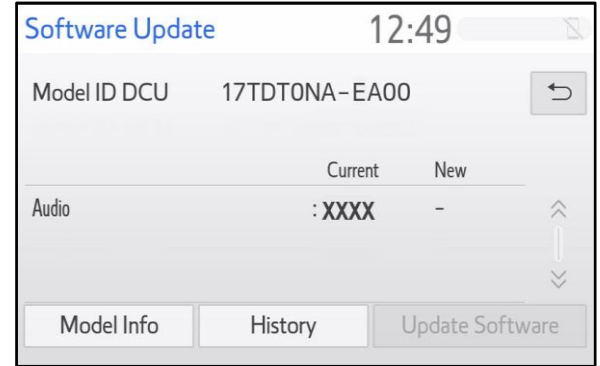 Software Update 12:49
Model ID DCU 17TDT0NA-EA00
Current New
Audio : XXXX -
Model Info History Update Software